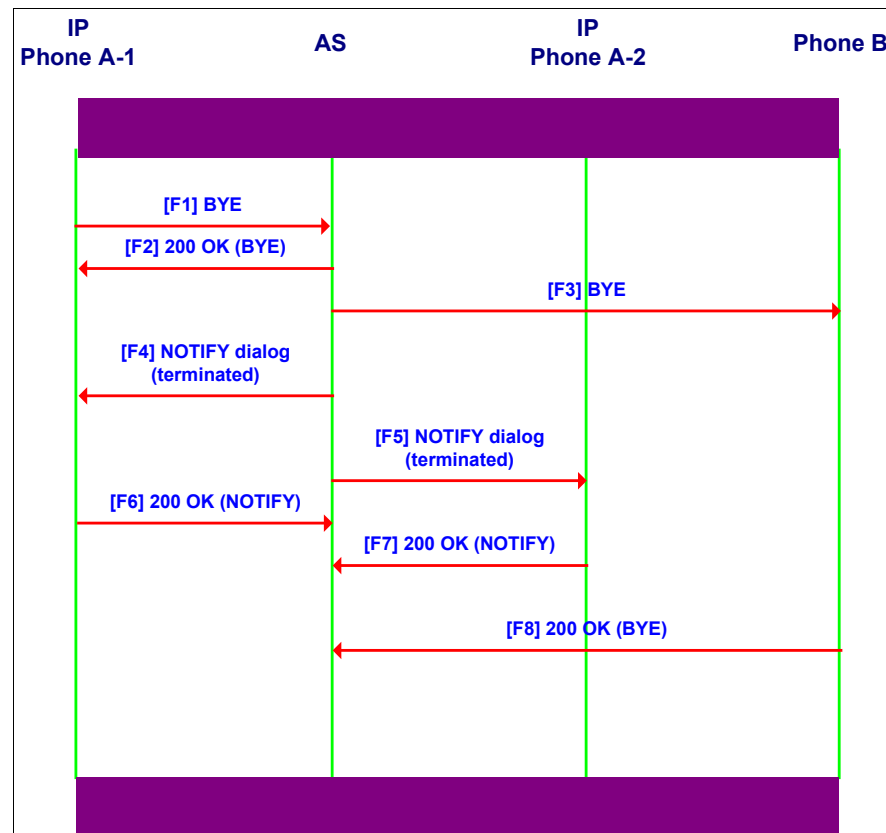 IP
Phone A-1
AS
IP
Phone A-2
Phone B
[F1] BYE
[F2] 200 OK (BYE)
[F3] BYE
[F4] NOTIFY dialog
(terminated)
[F5] NOTIFY dialog
(terminated)
[F6] 200 OK (NOTIFY)
[F7] 200 OK (NOTIFY)
[F8] 200 OK (BYE)